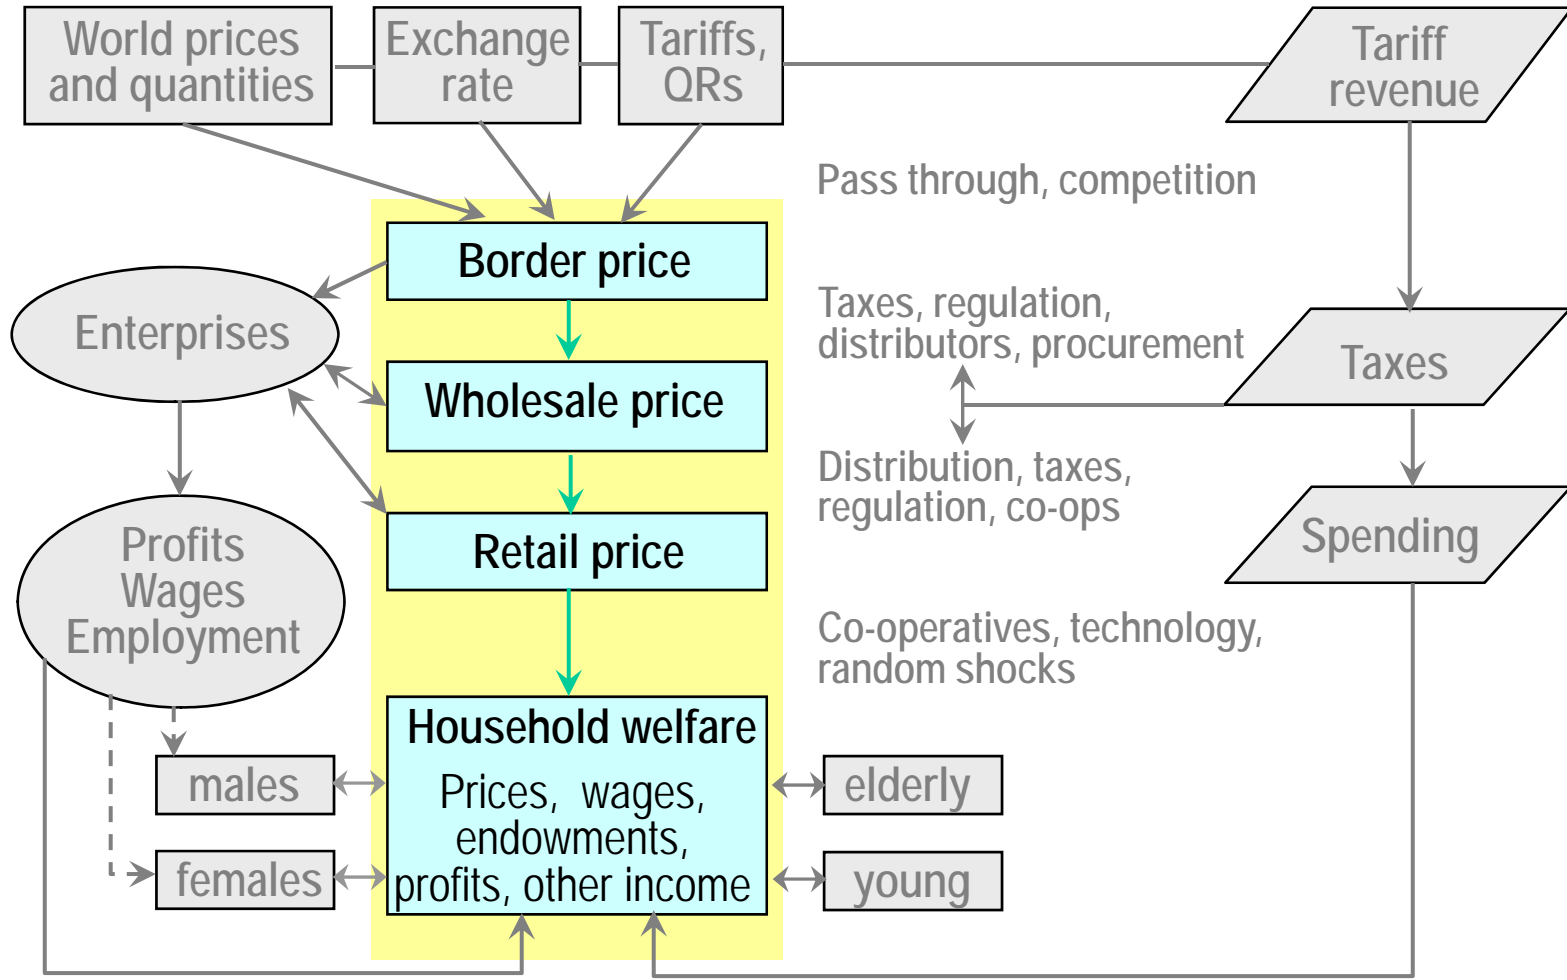 World prices
and quantities
Exchange
rate
Tariffs,
QRs
Tariff
revenue
Pass through, competition
Border price
Enterprises
Taxes, regulation,
distributors, procurement
Taxes
Wholesale price
Distribution, taxes,
regulation, co-ops
Retail price
Spending
Profits
Wages
Employment
Co-operatives, technology,
random shocks
Household welfare
Prices, wages,
endowments,
profits, other income
males
females
elderly
young